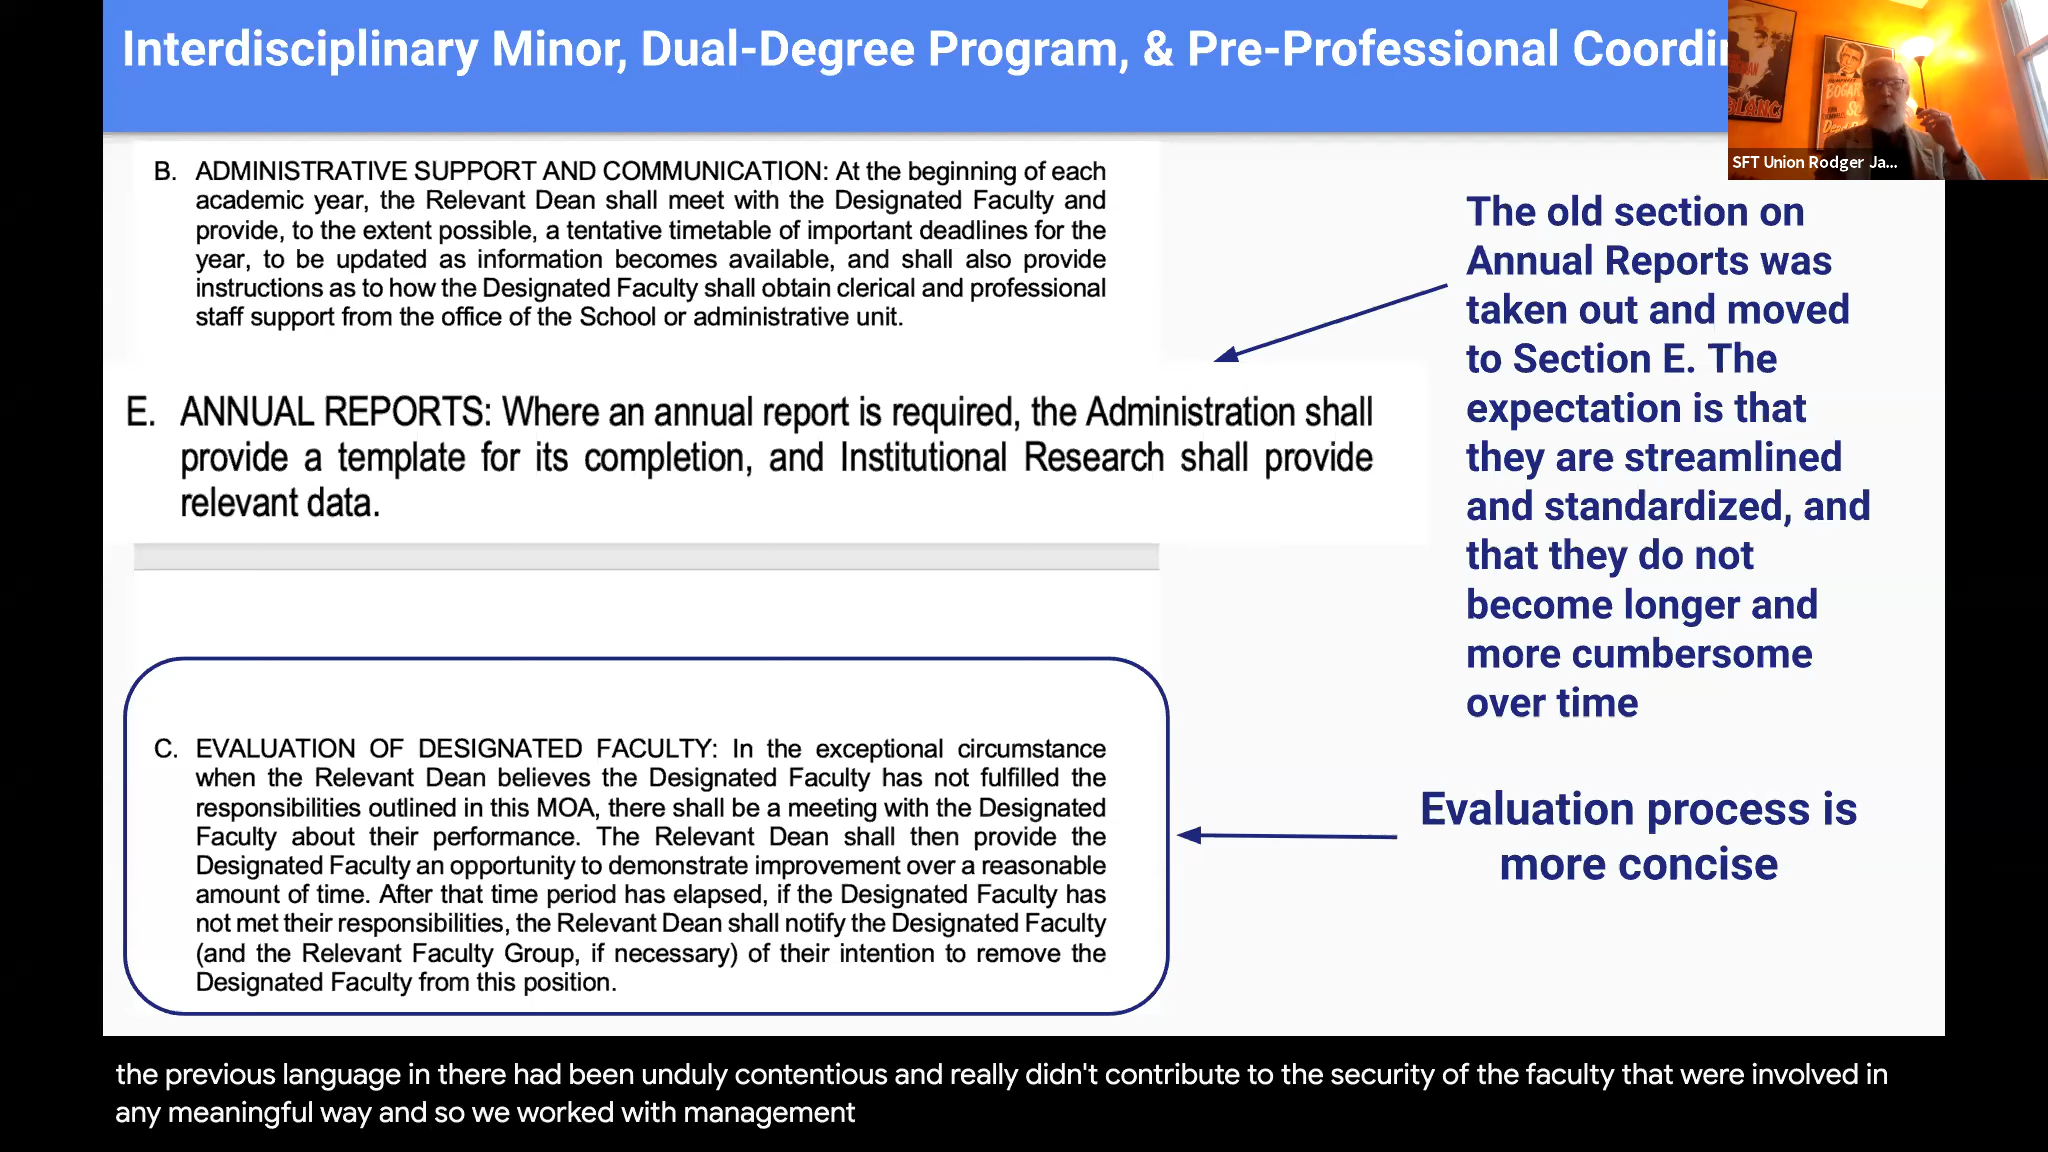 Interdisciplinary Minor, Dual-Degree Program, & Pre-Professional Coordi
BLANC
BOGAR
SFT Union Rodger Ja...
B. ADMINISTRATIVE SUPPORT AND COMMUNICATION: At the beginning of each
academic year, the Relevant Dean shall meet with the Designated Faculty and
provide, to the extent possible, a tentative timetable of important deadlines for the
year, to be updated as information becomes available, and shall also provide
instructions as to how the Designated Faculty shall obtain clerical and professional
staff support from the office of the School or administrative unit.
E. ANNUAL REPORTS: Where an annual report is required, the Administration shall
provide a template for its completion, and Institutional Research shall provide
relevant data.
C. EVALUATION OF DESIGNATED FACULTY: In the exceptional circumstance
when the Relevant Dean believes the Designated Faculty has not fulfilled the
responsibilities outlined in this MOA, there shall be a meeting with the Designated
Faculty about their performance. The Relevant Dean shall then provide the
Designated Faculty an opportunity to demonstrate improvement over a reasonable
amount of time. After that time period has elapsed, if the Designated Faculty has
not met their responsibilities, the Relevant Dean shall notify the Designated Faculty
(and the Relevant Faculty Group, if necessary) of their intention to remove the
Designated Faculty from this position.
The old section on
Annual Reports was
taken out and moved
to Section E. The
expectation is that
they are streamlined
and standardized, and
that they do not
become longer and
more cumbersome
over time
Evaluation process is
more concise
the previous language in there had been unduly contentious and really didn't contribute to the security of the faculty that were involved in
any meaningful way and so we worked with management